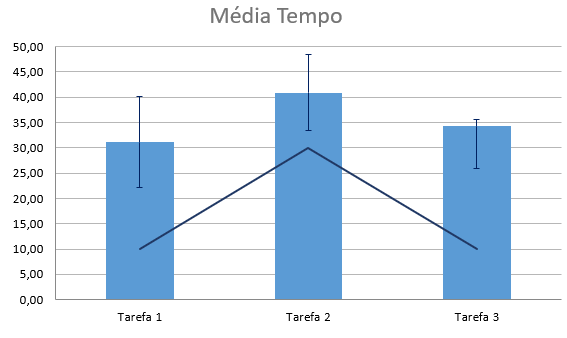 Média Tempo
50,00
45,00
40,00
35,00
30,00
25,00
20,00
15,00
10,00
5,00
0,00
Tarefa 1
Tarefa 2
Tarefa 3